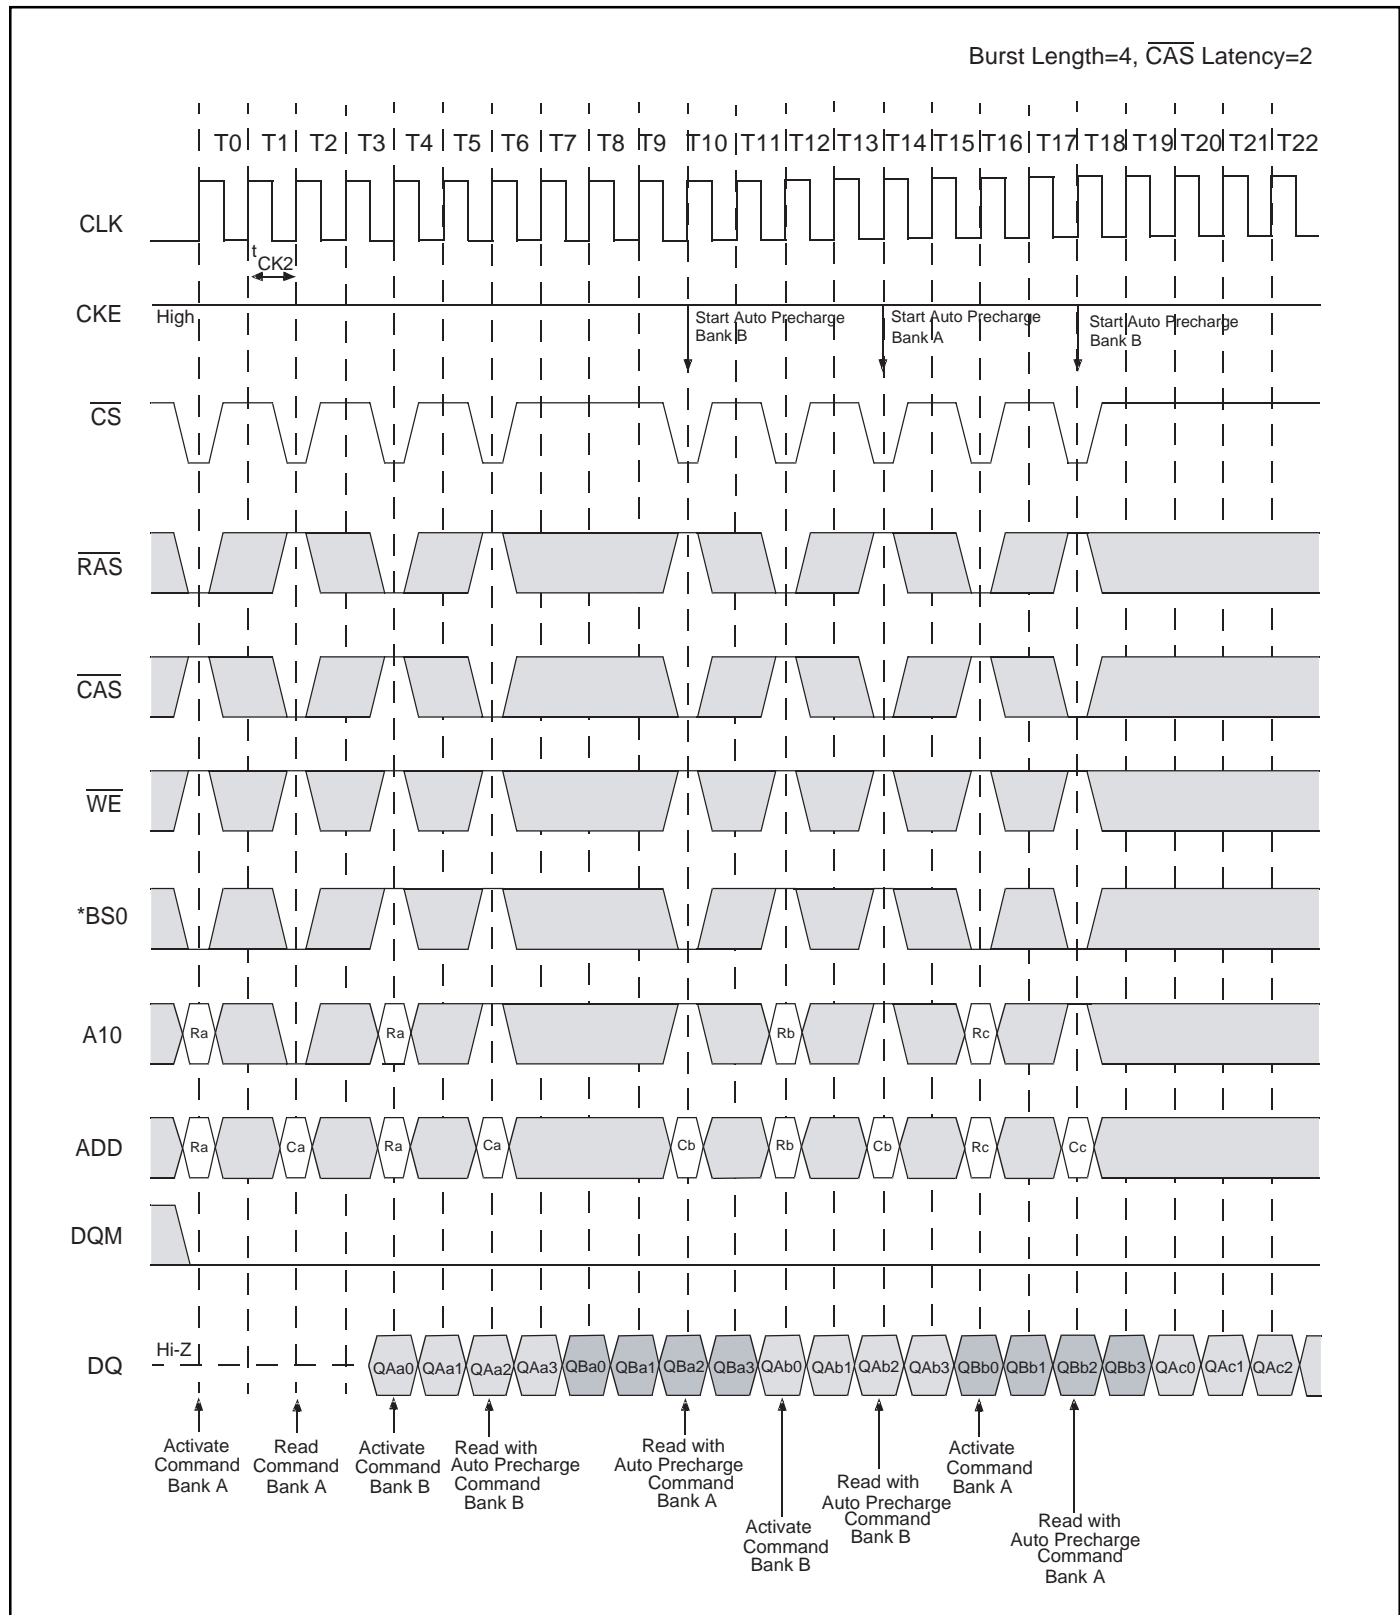 Burst Length=4, CAS Latency=2
T0 T1 T2 T3 T4 T5 T6 T7 T8 T9 T10 T11 T12 T13 T14 T15 T16 T17 T18 T19 T20 T21 T22
CLK
tCK2
CKE
High
Start Auto Precharge
Bank B
Start Auto Precharge
Bank A
Start Auto Precharge
Bank B
CS
RAS
CAS
WE
*BS0
A10
Ra Ra Rb Rc
ADD
Ra Ca Ra Ca Cb Rb Cb Rc Cc
DQM
DQ
Hi-Z
QAa0 QAa1 QAa2 QAa3 QBa0 QBa1 QBa2 QBa3 QAb0 QAb1 QAb2 QAb3 QBb0 QBb1 QBb2 QBb3 QAc0 QAc1 QAc2
Activate
Command
Bank A
Read
Command
Bank A
Activate
Command
Bank B
Read with
Auto Precharge
Command
Bank B
Read with
Auto Precharge
Command
Bank A
Activate
Command
Bank B
Read with
Auto Precharge
Command
Bank B
Activate
Command
Bank A
Read with
Auto Precharge
Command
Bank A